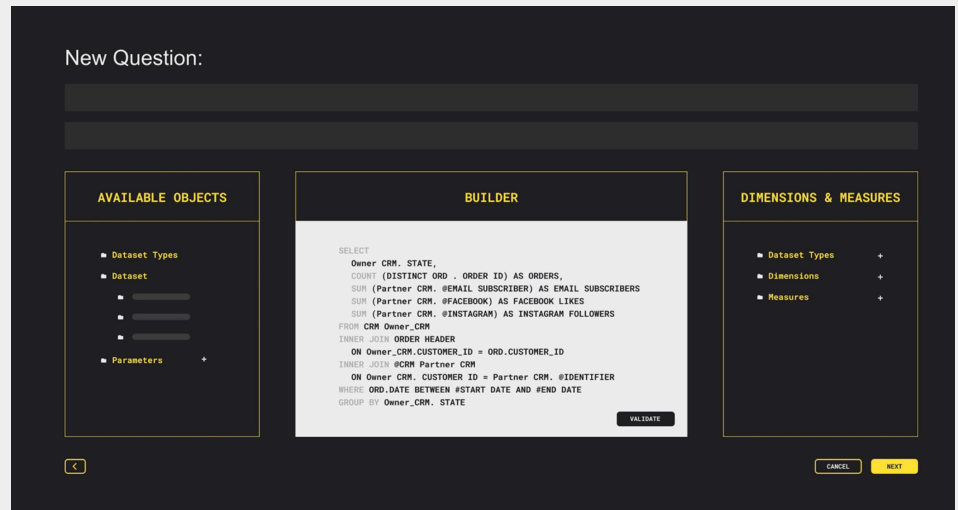 New Question:
AVAILABLE OBJECTS
Dataset Types
Dataset
Parameters +
BUILDER
SELECT
Owner CRM. STATE,
COUNT (DISTINCT ORD . ORDER ID) AS ORDERS,
SUM (Partner CRM. @EMAIL SUBSCRIBER) AS EMAIL SUBSCRIBERS
SUM (Partner CRM. @FACEBOOK) AS FACEBOOK LIKES
SUM (Partner CRM. @INSTAGRAM) AS INSTAGRAM FOLLOWERS
FROM CRM Owner_CRM
INNER JOIN ORDER HEADER
ON Owner_CRM.CUSTOMER_ID = ORD.CUSTOMER_ID
INNER JOIN @CRM Partner CRM
ON Owner CRM. CUSTOMER ID = Partner CRM. @IDENTIFIER
WHERE ORD.DATE BETWEEN #START DATE AND #END DATE
GROUP BY Owner_CRM. STATE
VALIDATE
DIMENSIONS & MEASURES
Dataset Types +
Dimensions +
Measures +
<
CANCEL
NEXT